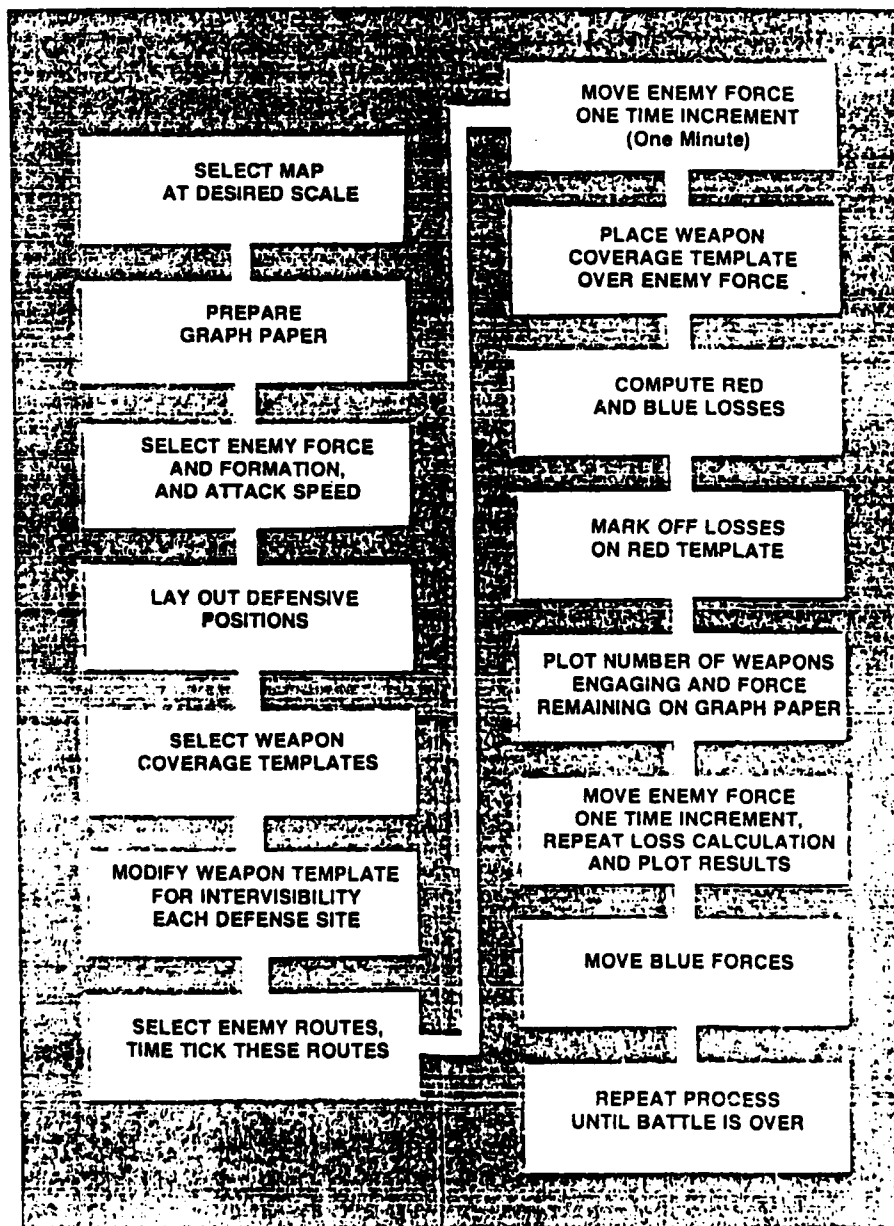 SELECT MAP
AT DESIRED SCALE
PREPARE
GRAPH PAPER
SELECT ENEMY FORCE
AND FORMATION,
AND ATTACK SPEED
LAY OUT DEFENSIVE
POSITIONS
SELECT WEAPON
COVERAGE TEMPLATES
MODIFY WEAPON TEMPLATE
FOR INTERVISIBILITY
EACH DEFENSE SITE
SELECT ENEMY ROUTES,
TIME TICK THESE ROUTES
MOVE ENEMY FORCE
ONE TIME INCREMENT
(One Minute)
PLACE WEAPON
COVERAGE TEMPLATE
OVER ENEMY FORCE
COMPUTE RED
AND BLUE LOSSES
MARK OFF LOSSES
ON RED TEMPLATE
PLOT NUMBER OF WEAPONS
ENGAGING AND FORCE
REMAINING ON GRAPH PAPER
MOVE ENEMY FORCE
ONE TIME INCREMENT,
REPEAT LOSS CALCULATION
AND PLOT RESULTS
MOVE BLUE FORCES
REPEAT PROCESS
UNTIL BATTLE IS OVER